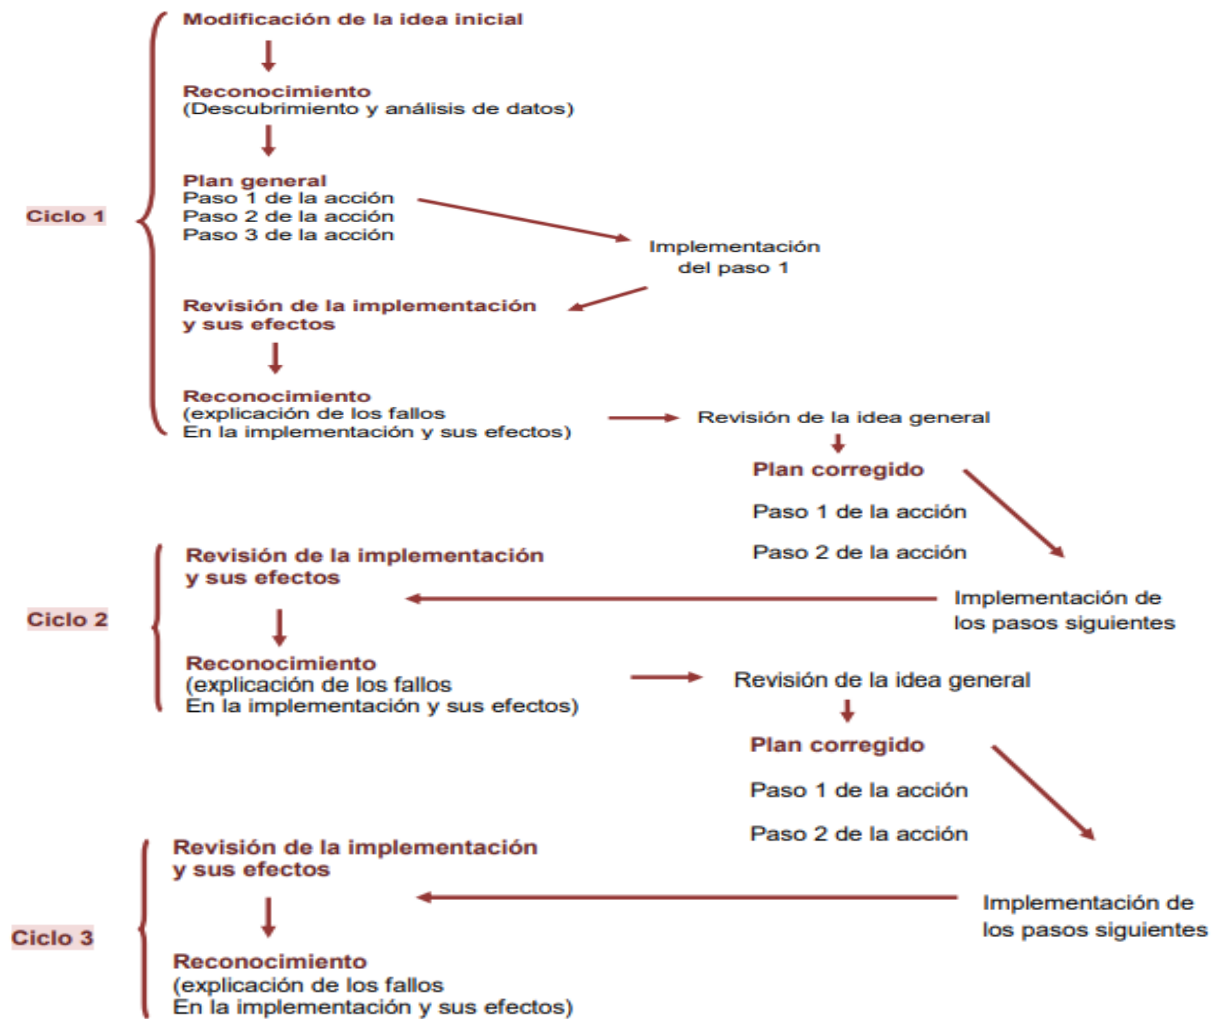 Modificación de la idea inicial
Reconocimiento
(Descubrimiento y análisis de datos)
Plan general
Paso 1 de la acción
Paso 2 de la acción
Paso 3 de la acción
Ciclo 1
Implementación
del paso 1
Revisión de la implementación
y sus efectos
Reconocimiento
(explicación de los fallos
En la implementación y sus efectos)
Revisión de la idea general
Plan corregido
Paso 1 de la acción
Paso 2 de la acción
Implementación de
los pasos siguientes
Ciclo 2
Revisión de la implementación
y sus efectos
Reconocimiento
(explicación de los fallos
En la implementación y sus efectos)
Revisión de la idea general
Plan corregido
Paso 1 de la acción
Paso 2 de la acción
Implementación de
los pasos siguientes
Ciclo 3
Revisión de la implementación
y sus efectos
Reconocimiento
(explicación de los fallos
En la implementación y sus efectos)